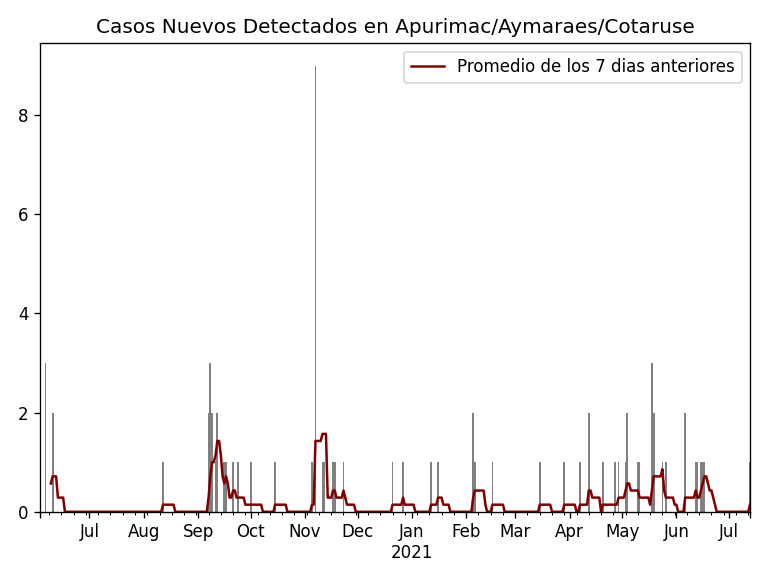 Casos Nuevos Detectados en Apurimac/Aymaraes/Cotaruse
Promedio de los 7 dias anteriores
8
6
4
2
0
Jul Aug Sep Oct Nov Dec Jan Feb Mar Apr May Jun Jul
2021